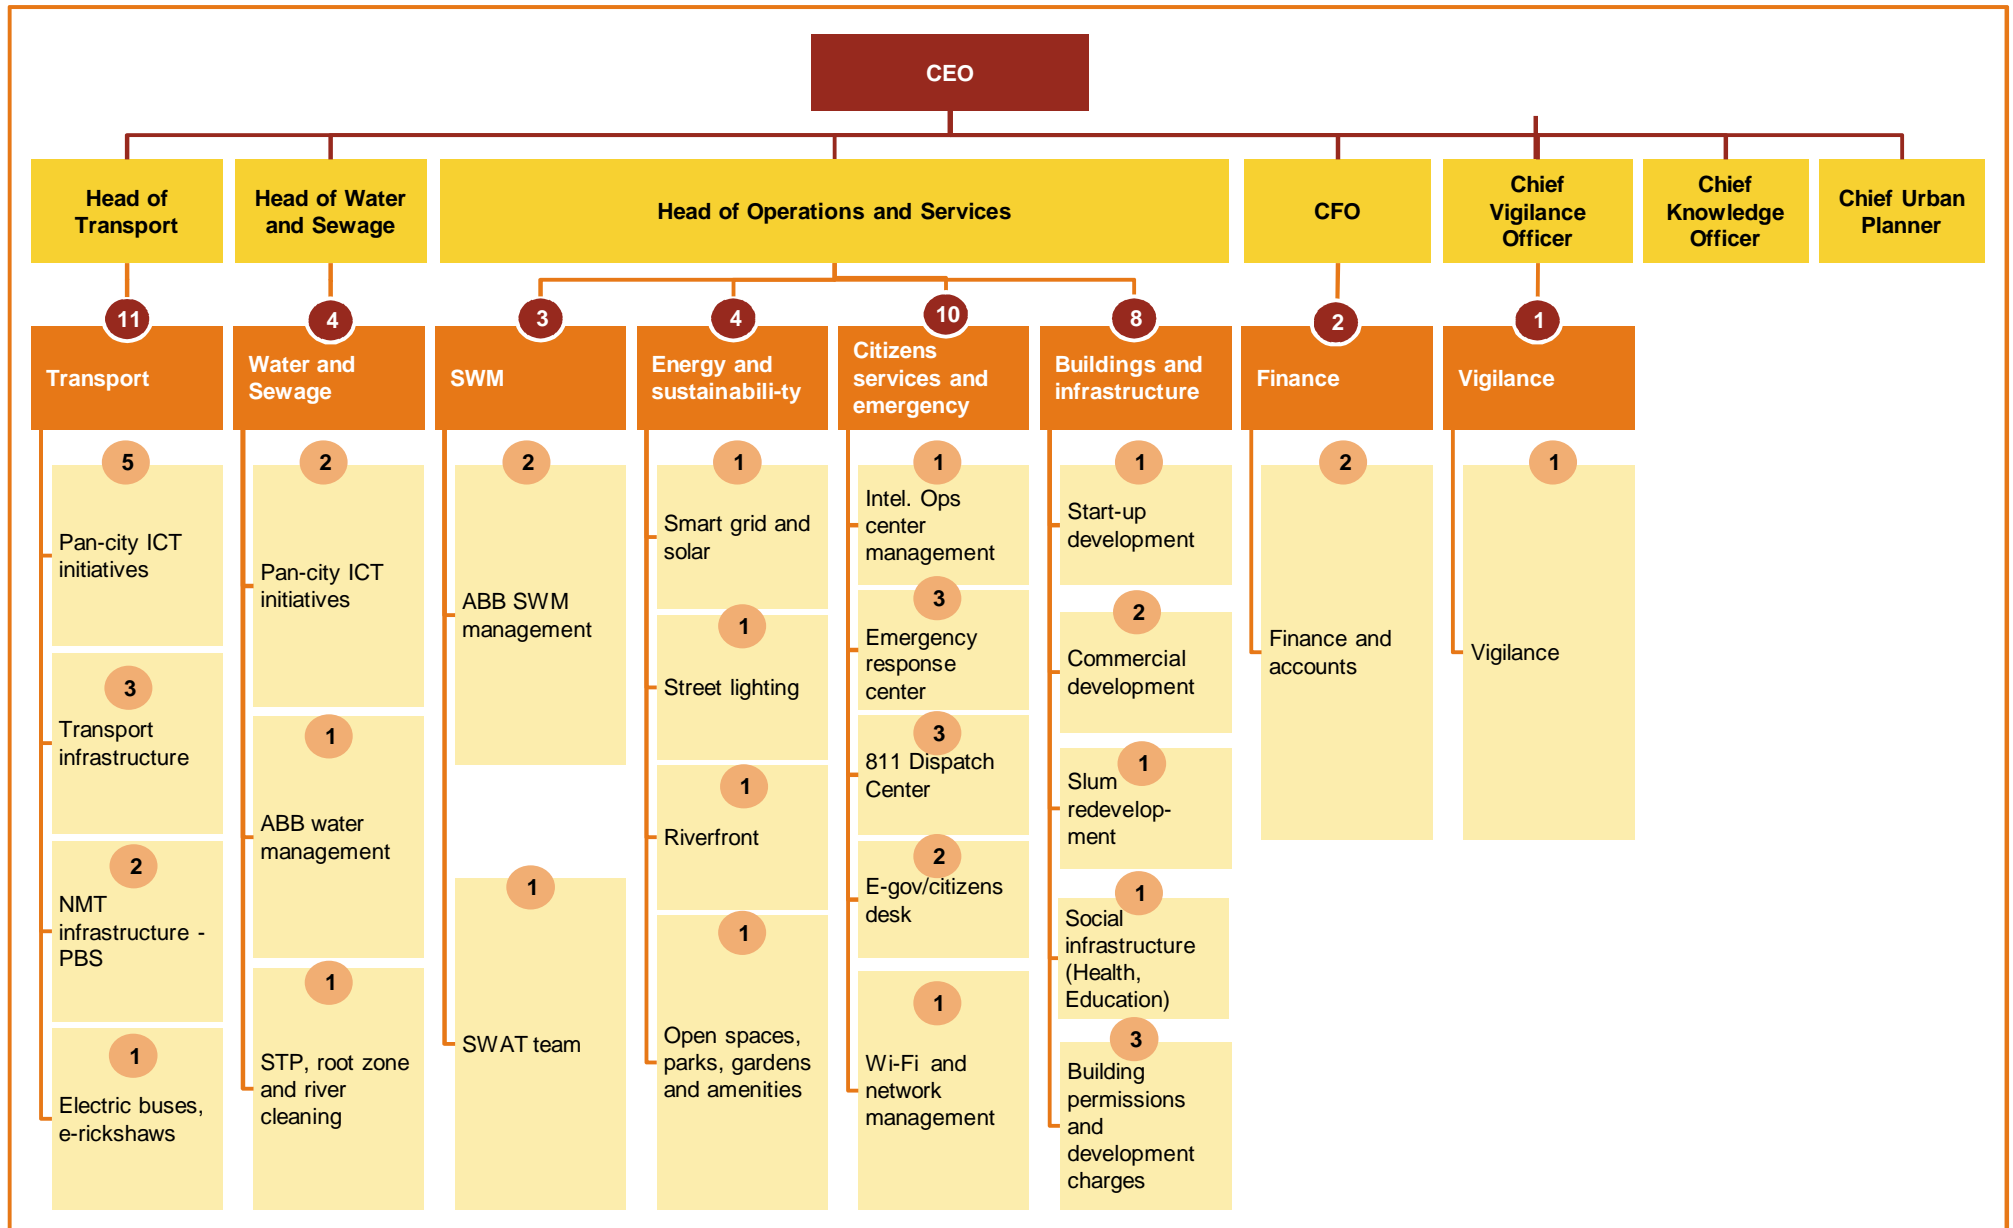 CEO
Head of
Transport
Head of Water
and Sewage
Head of Operations and Services
CFO
Chief
Vigilance
Officer
Chief
Knowledge
Officer
Chief Urban
Planner
11
Transport
4
Water and
Sewage
3
SWM
4
Energy and
sustainabili-ty
10
Citizens
services and
emergency
8
Buildings and
infrastructure
2
Finance
1
Vigilance
5
Pan-city ICT
initiatives
3
Transport
infrastructure
2
NMT
infrastructure -
PBS
1
Electric buses,
e-rickshaws
2
Pan-city ICT
initiatives
1
ABB water
management
1
STP, root zone
and river
cleaning
2
ABB SWM
management
1
SWAT team
1
Smart grid and
solar
1
Street lighting
1
Riverfront
1
Open spaces,
parks, gardens
and amenities
1
Intel. Ops
center
management
3
Emergency
response
center
3
811 Dispatch
Center
2
E-gov/citizens
desk
1
Wi-Fi and
network
management
1
Start-up
development
2
Commercial
development
1
Slum
redevelop-
ment
1
Social
infrastructure
(Health,
Education)
3
Building
permissions
and
development
charges
2
Finance and
accounts
1
Vigilance